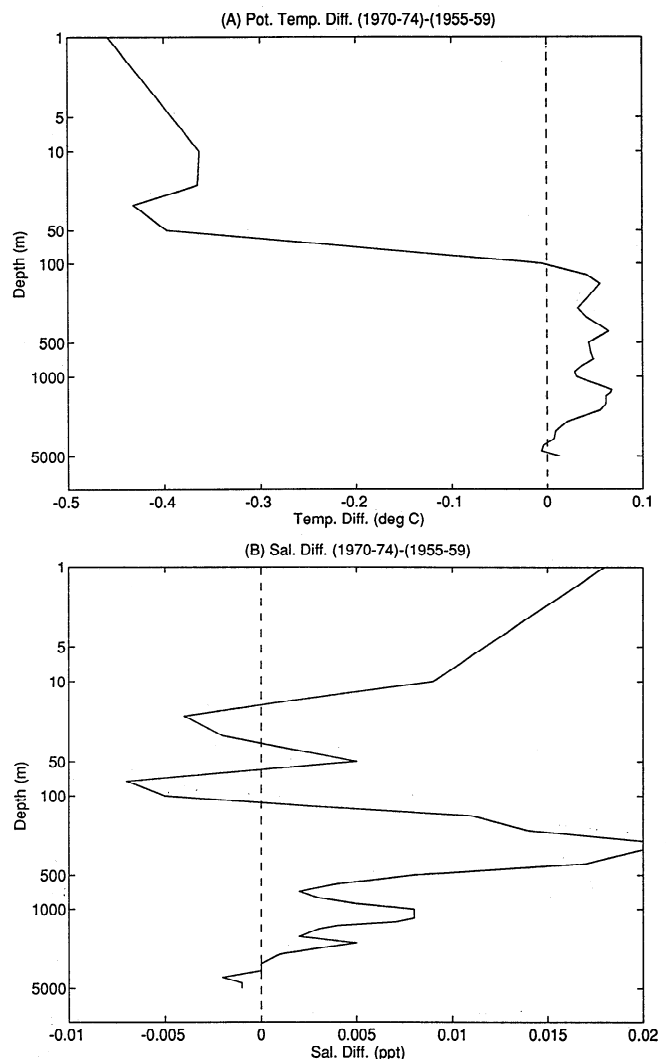 (A) Pot. Temp. Diff. (1970-74)-(1955-59)
1
5
10
50
100
500
1000
5000
Depth (m)
-0.5 -0.4 -0.3 -0.2 -0.1 0 0.1
Temp. Diff. (deg C)
(B) Sal. Diff. (1970-74)-(1955-59)
1
5
10
50
100
500
1000
5000
Depth (m)
-0.01 -0.005 0 0.005 0.01 0.015 0.02
Sal. Diff. (ppt)